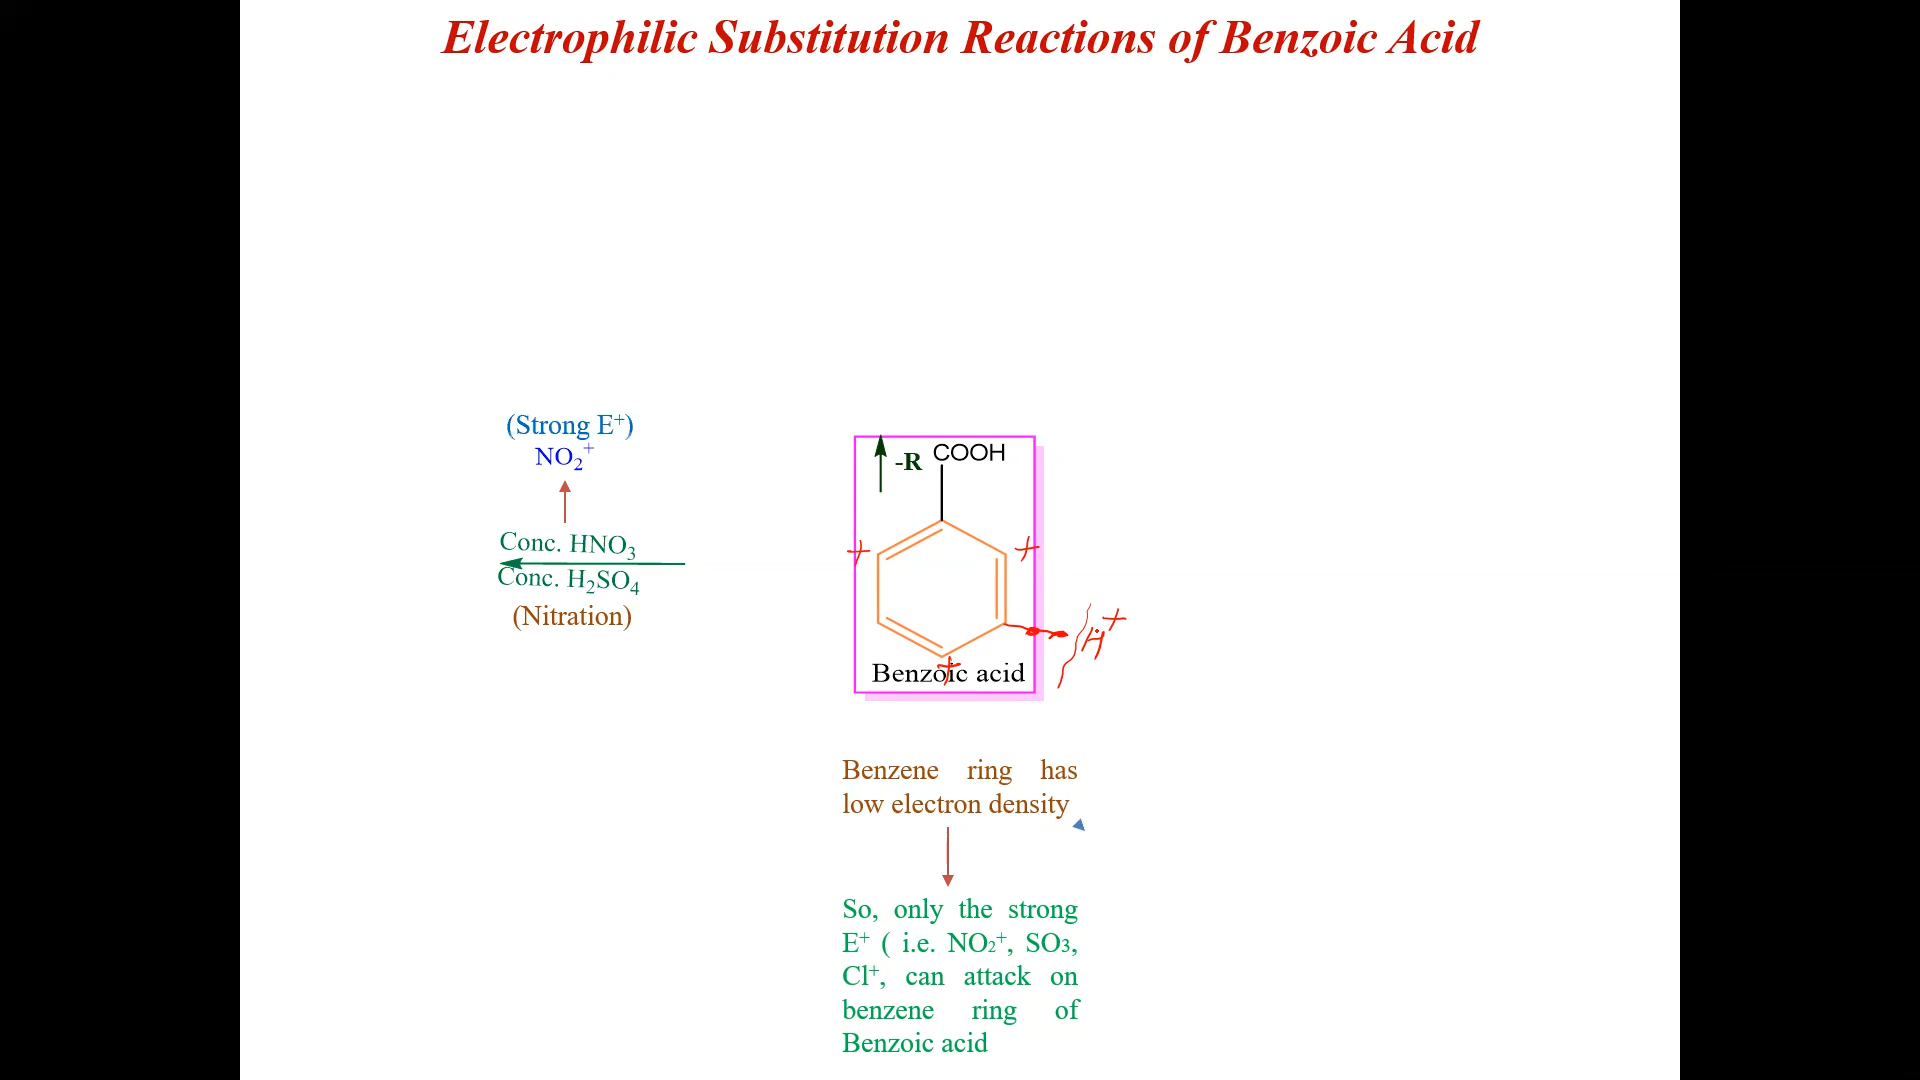 Electrophilic Substitution Reactions of Benzoic Acid
(Strong E⁺)
NO₂⁺
Conc. HNO₃
Conc. H₂SO₄
(Nitration)
-R COOH
+ +
H⁺
+
Benzoic acid
Benzene ring has
low electron density
So, only the strong
E⁺ ( i.e. NO₂⁺, SO₃,
Cl⁺, can attack on
benzene ring of
Benzoic acid